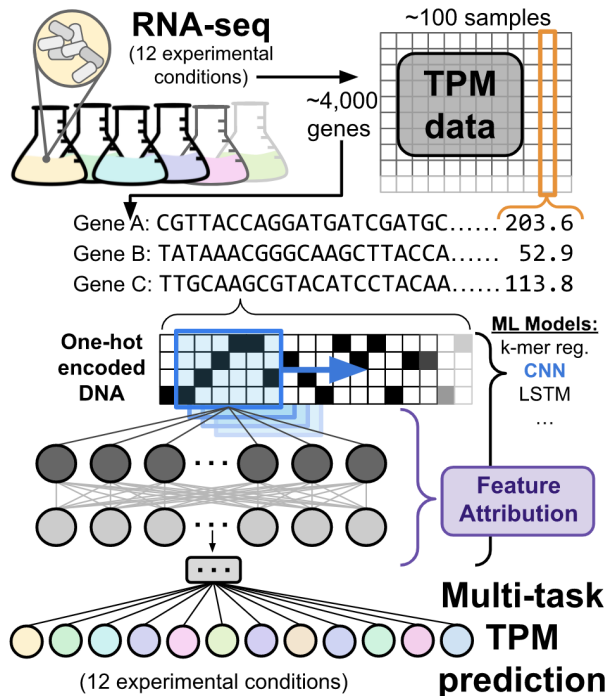 RNA-seq
(12 experimental
conditions)
~100 samples
~4,000
genes
TPM
data
Gene A: CGTTACCAGGATGATCGATGC...... 203.6
Gene B: TATAAACGGGCAAGCTTACCA...... 52.9
Gene C: TTGCAAGCGTACATCCTACAA...... 113.8
One-hot
encoded
DNA
ML Models:
k-mer reg.
CNN
LSTM
...
...
...
Feature
Attribution
...
Multi-task
TPM
prediction
(12 experimental conditions)